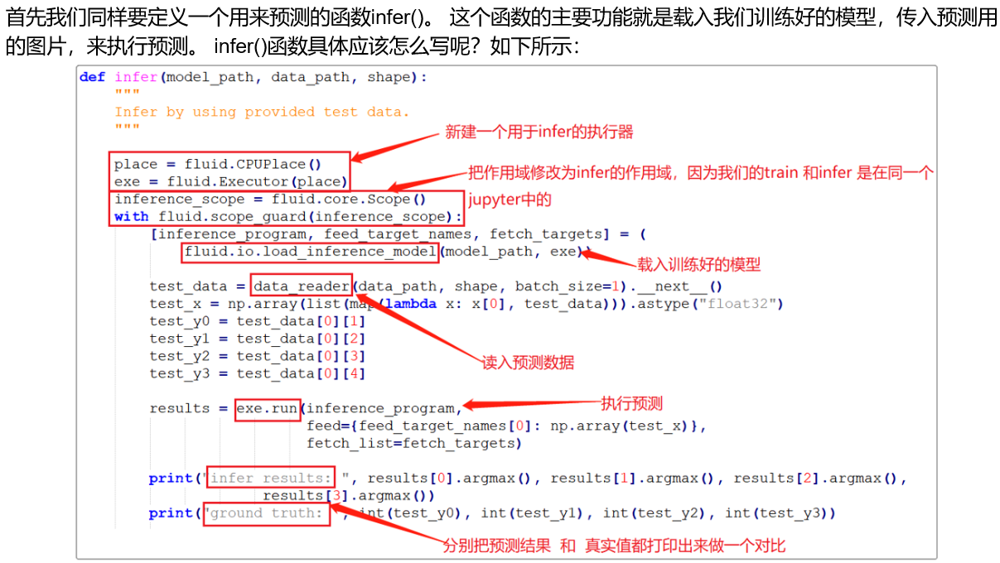 首先我们同样要定义一个用来预测的函数infer()。 这个函数的主要功能就是载入我们训练好的模型，传入预测用
的图片，来执行预测。 infer()函数具体应该怎么写呢？如下所示：
def infer(model_path, data_path, shape):
"""
Infer by using provided test data.
"""
新建一个用于infer的执行器
place = fluid.CPUPlace()
exe = fluid.Executor(place)
把作用域修改为infer的作用域，因为我们的train 和infer 是在同一个
jupyter中的
inference_scope = fluid.core.Scope()
with fluid.scope_guard(inference_scope):
[inference_program, feed_target_names, fetch_targets] = (
fluid.io.load_inference_model(model_path, exe))
载入训练好的模型
test_data = data_reader(data_path, shape, batch_size=1).__next__()
test_x = np.array(list(map(lambda x: x[0], test_data))).astype("float32")
test_y0 = test_data[0][1]
test_y1 = test_data[0][2]
test_y2 = test_data[0][3]
test_y3 = test_data[0][4]
读入预测数据
results = exe.run(inference_program,
执行预测
feed={feed_target_names[0]: np.array(test_x)},
fetch_list=fetch_targets)
print("infer results: ", results[0].argmax(), results[1].argmax(), results[2].argmax(),
results[3].argmax())
print("ground truth: ", int(test_y0), int(test_y1), int(test_y2), int(test_y3))
分别把预测结果 和 真实值都打印出来做一个对比